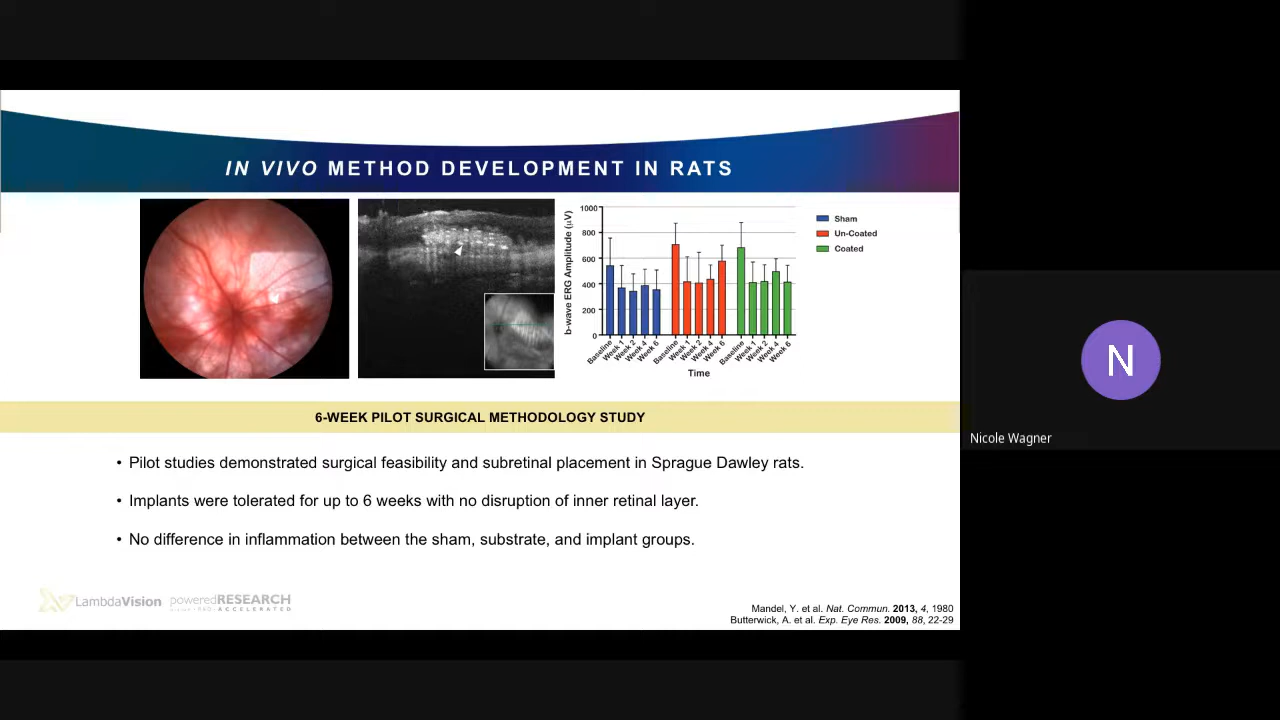 IN VIVO METHOD DEVELOPMENT IN RATS
b-wave ERG Amplitude (µV)
1000
800
600
400
200
0
Baseline
Week 1
Week 2
Week 4
Week 6
Baseline
Week 1
Week 2
Week 4
Week 6
Baseline
Week 1
Week 2
Week 4
Week 6
Time
Sham
Un-Coated
Coated
6-WEEK PILOT SURGICAL METHODOLOGY STUDY
• Pilot studies demonstrated surgical feasibility and subretinal placement in Sprague Dawley rats.
• Implants were tolerated for up to 6 weeks with no disruption of inner retinal layer.
• No difference in inflammation between the sham, substrate, and implant groups.
LambdaVision
poweredRESEARCH
ACCELERATED
Mandel, Y. et al. Nat. Commun. 2013, 4, 1980
Butterwick, A. et al. Exp. Eye Res. 2009, 88, 22-29
N
Nicole Wagner